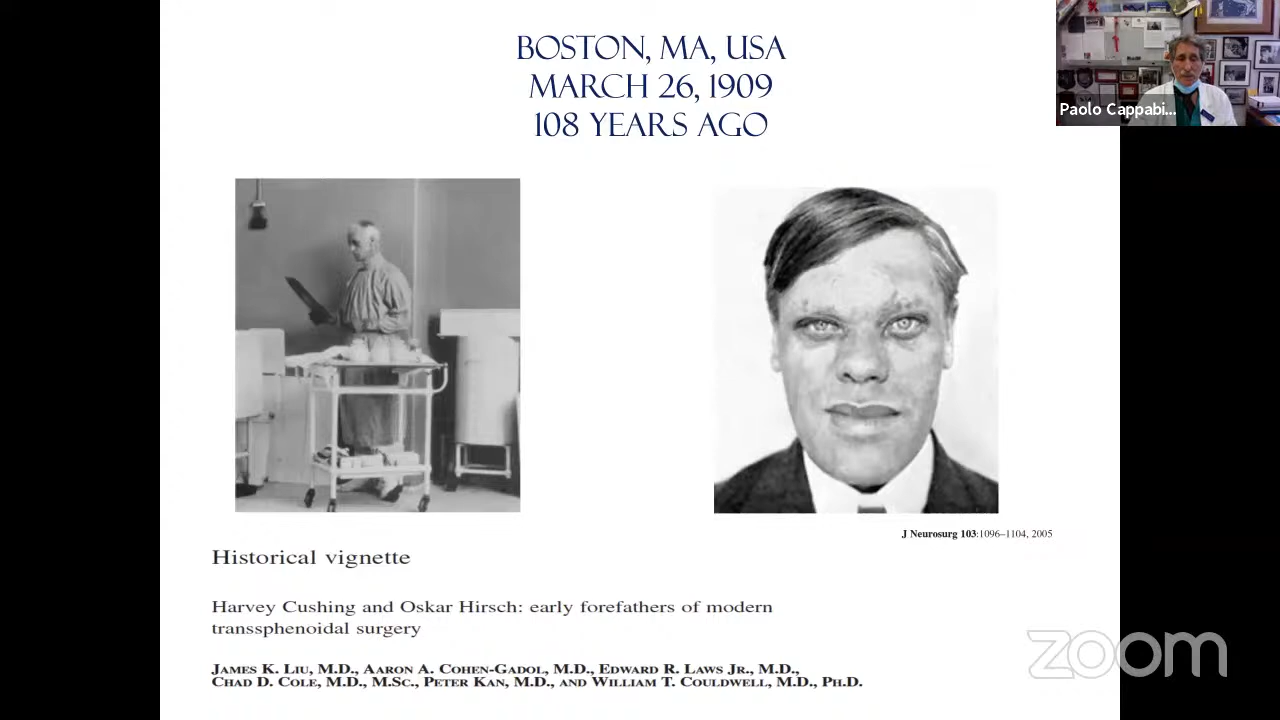 BOSTON, MA, USA
MARCH 26, 1909
108 YEARS AGO
Paolo Cappabi...
J Neurosurg 103:1096–1104, 2005
Historical vignette
Harvey Cushing and Oskar Hirsch: early forefathers of modern
transsphenoidal surgery
James K. Liu, M.D., Aaron A. Cohen-Gadol, M.D., Edward R. Laws Jr., M.D.,
Chad D. Cole, M.D., M.Sc., Peter Kan, M.D., and William T. Couldwell, M.D., Ph.D.
zoom